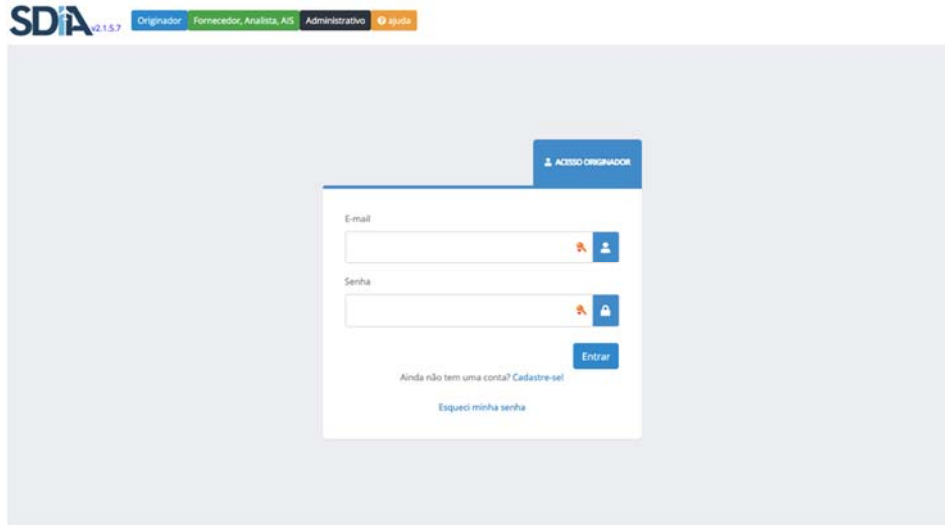 SDiA v2.1.5.7 Originador Fornecedor, Analista, AIS Administrativo ajuda
ACESSO ORIGINADOR
E-mail
Senha
Entrar
Ainda não tem uma conta? Cadastre-se!
Esqueci minha senha